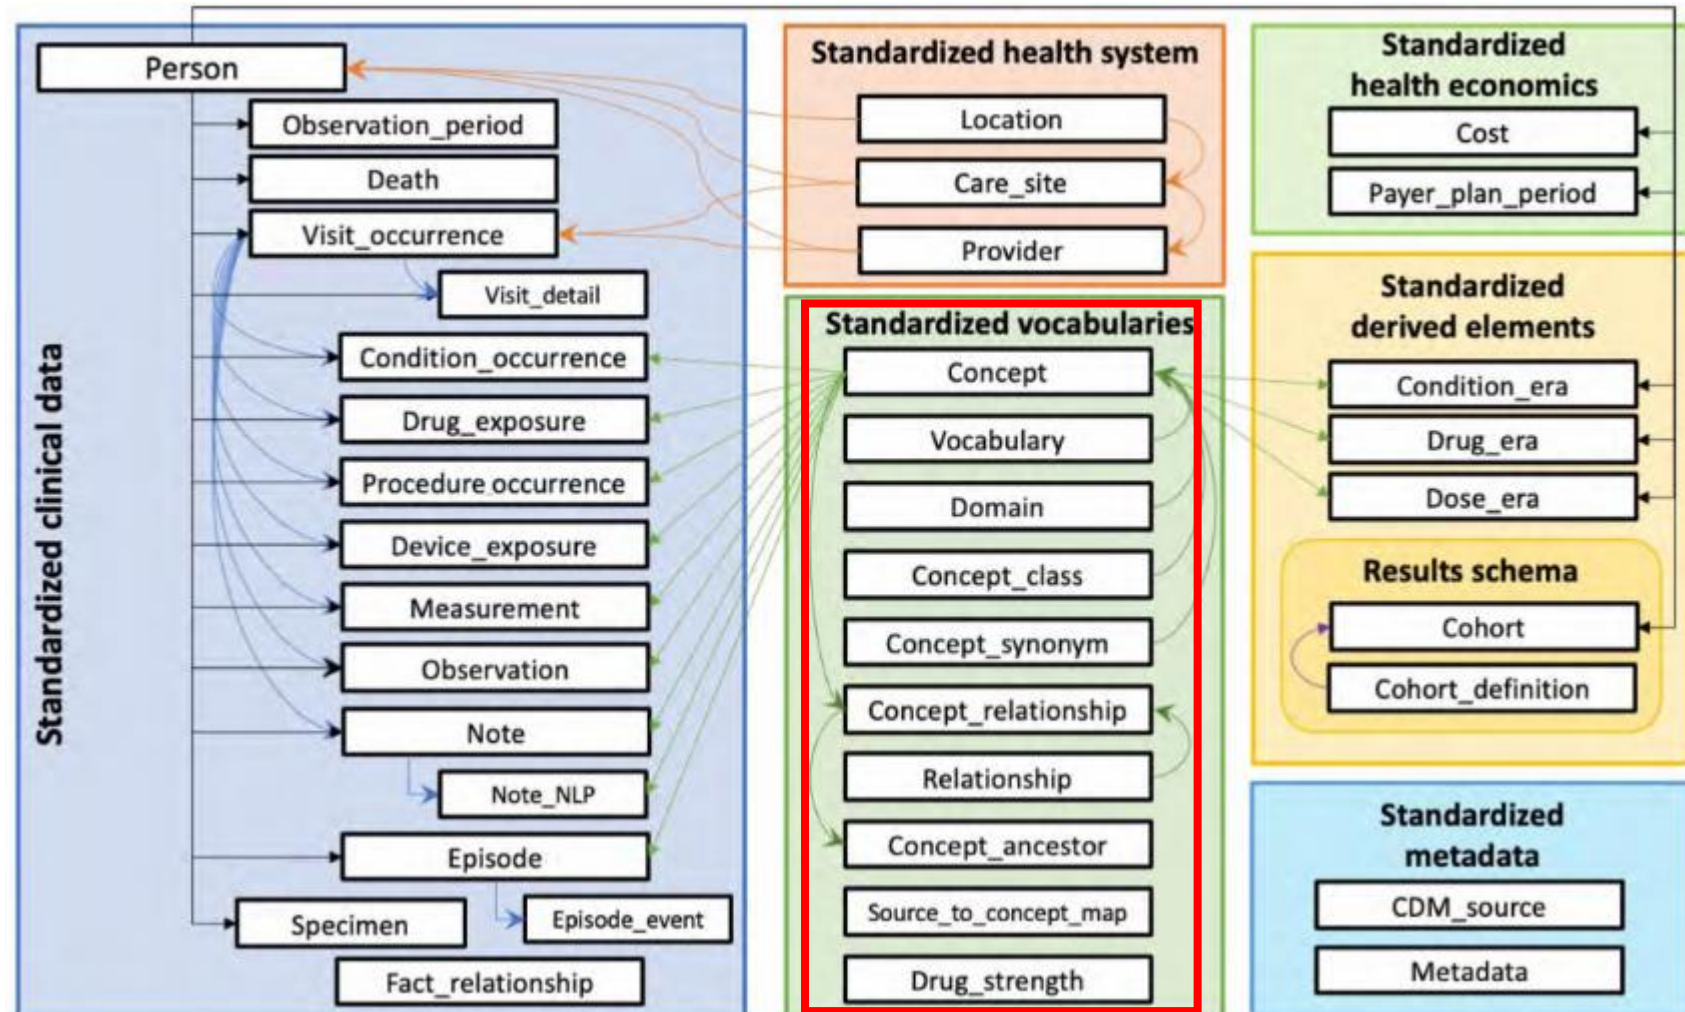 Standardized clinical data
Person
Observation_period
Death
Visit_occurrence
Visit_detail
Condition_occurrence
Drug_exposure
Procedure_occurrence
Device_exposure
Measurement
Observation
Note
Note_NLP
Episode
Episode_event
Specimen
Fact_relationship
Standardized health system
Location
Care_site
Provider
Standardized vocabularies
Concept
Vocabulary
Domain
Concept_class
Concept_synonym
Concept_relationship
Relationship
Concept_ancestor
Source_to_concept_map
Drug_strength
Standardized
health economics
Cost
Payer_plan_period
Standardized
derived elements
Condition_era
Drug_era
Dose_era
Results schema
Cohort
Cohort_definition
Standardized
metadata
CDM_source
Metadata